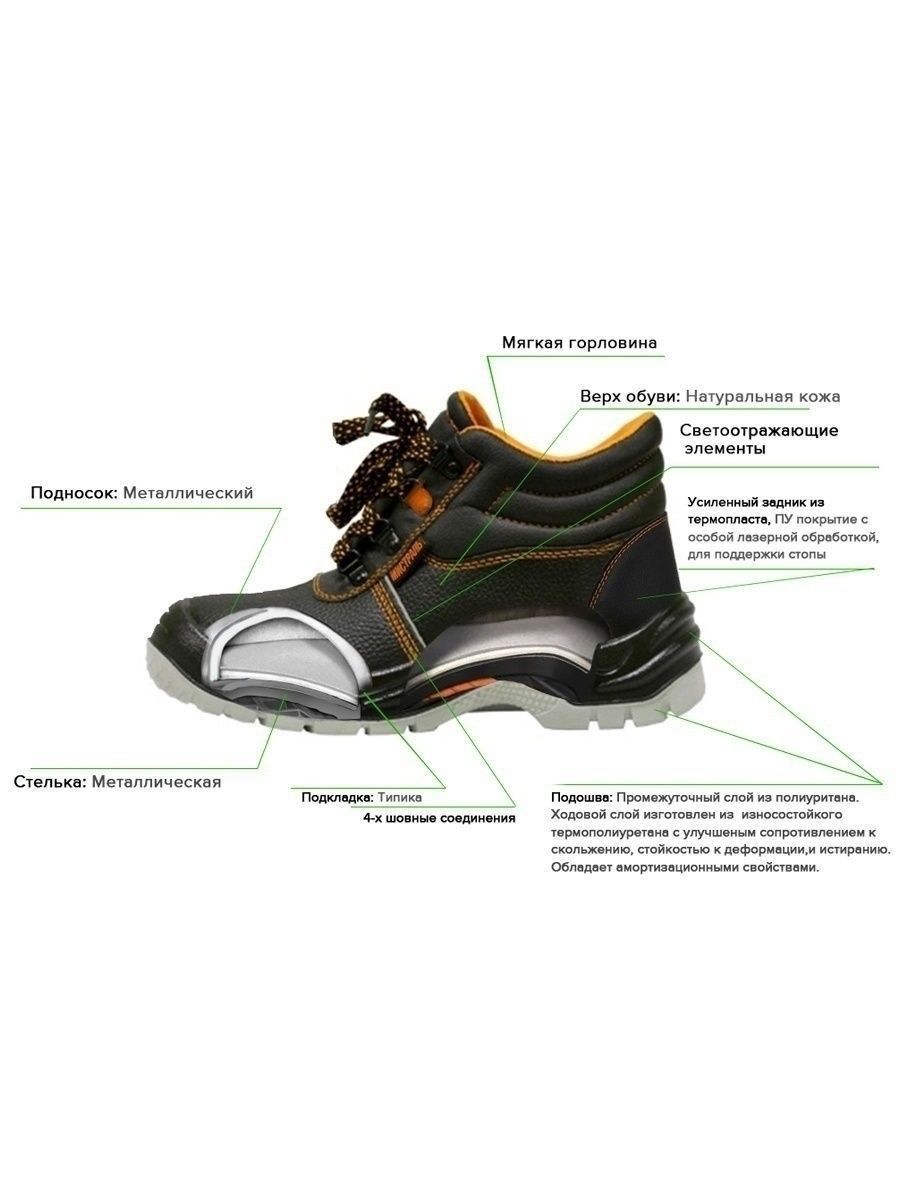 Мягкая горловина
Верх обуви: Натуральная кожа
Светоотражающие
элементы
Подносок: Металлический
Усиленный задник из
термопласта, ПУ покрытие с
особой лазерной обработкой,
для поддержки стопы
МИСТРАЛЬ
Стелька: Металлическая
Подкладка: Типика
4-х шовные соединения
Подошва: Промежуточный слой из полиуритана.
Ходовой слой изготовлен из износостойкого
термополиуретана с улучшеным сопротивлением к
скольжению, стойкостью к деформации,и истиранию.
Обладает амортизационными свойствами.